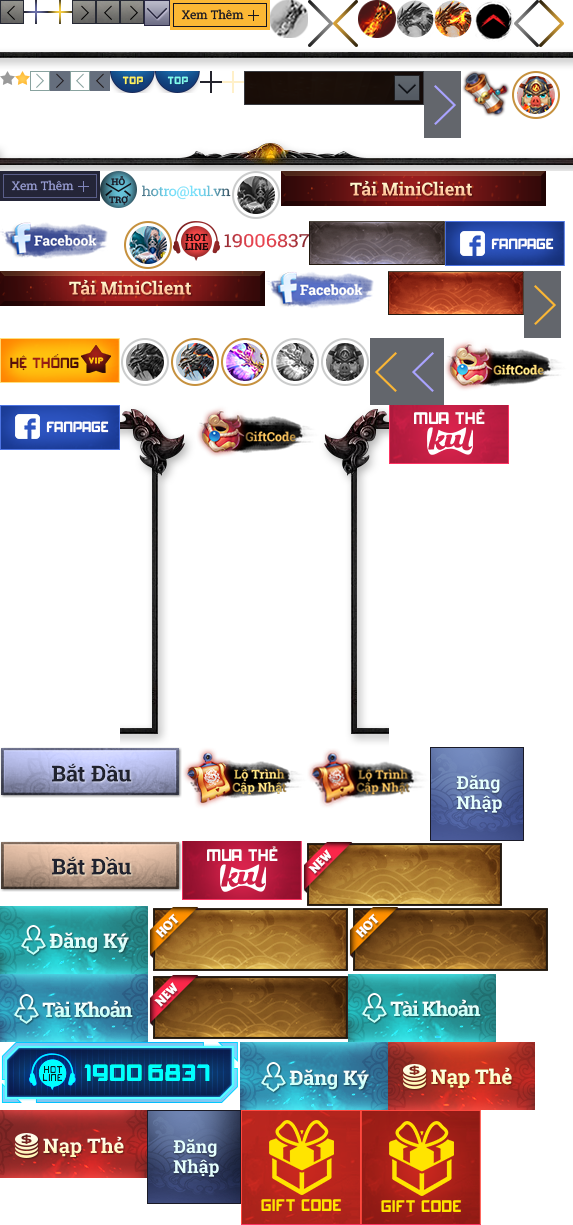 Xem Thêm
TOP
TOP
Xem Thêm
HỖ TRỢ
hotro@kul.vn
Tải MiniClient
Facebook
HOT LINE
19006837
FANPAGE
Tải MiniClient
Facebook
HỆ THỐNG VIP
GiftCode
FANPAGE
GiftCode
MUA THẺ
kul
Bắt Đầu
Lộ Trình
Cập Nhật
Lộ Trình
Cập Nhật
Đăng
Nhập
Bắt Đầu
MUA THẺ
kul
NEW
Đăng Ký
HOT
HOT
Tài Khoản
NEW
Tài Khoản
HOT LINE
1900 6837
Đăng Ký
Nạp Thẻ
Nạp Thẻ
Đăng
Nhập
GIFT CODE
GIFT CODE